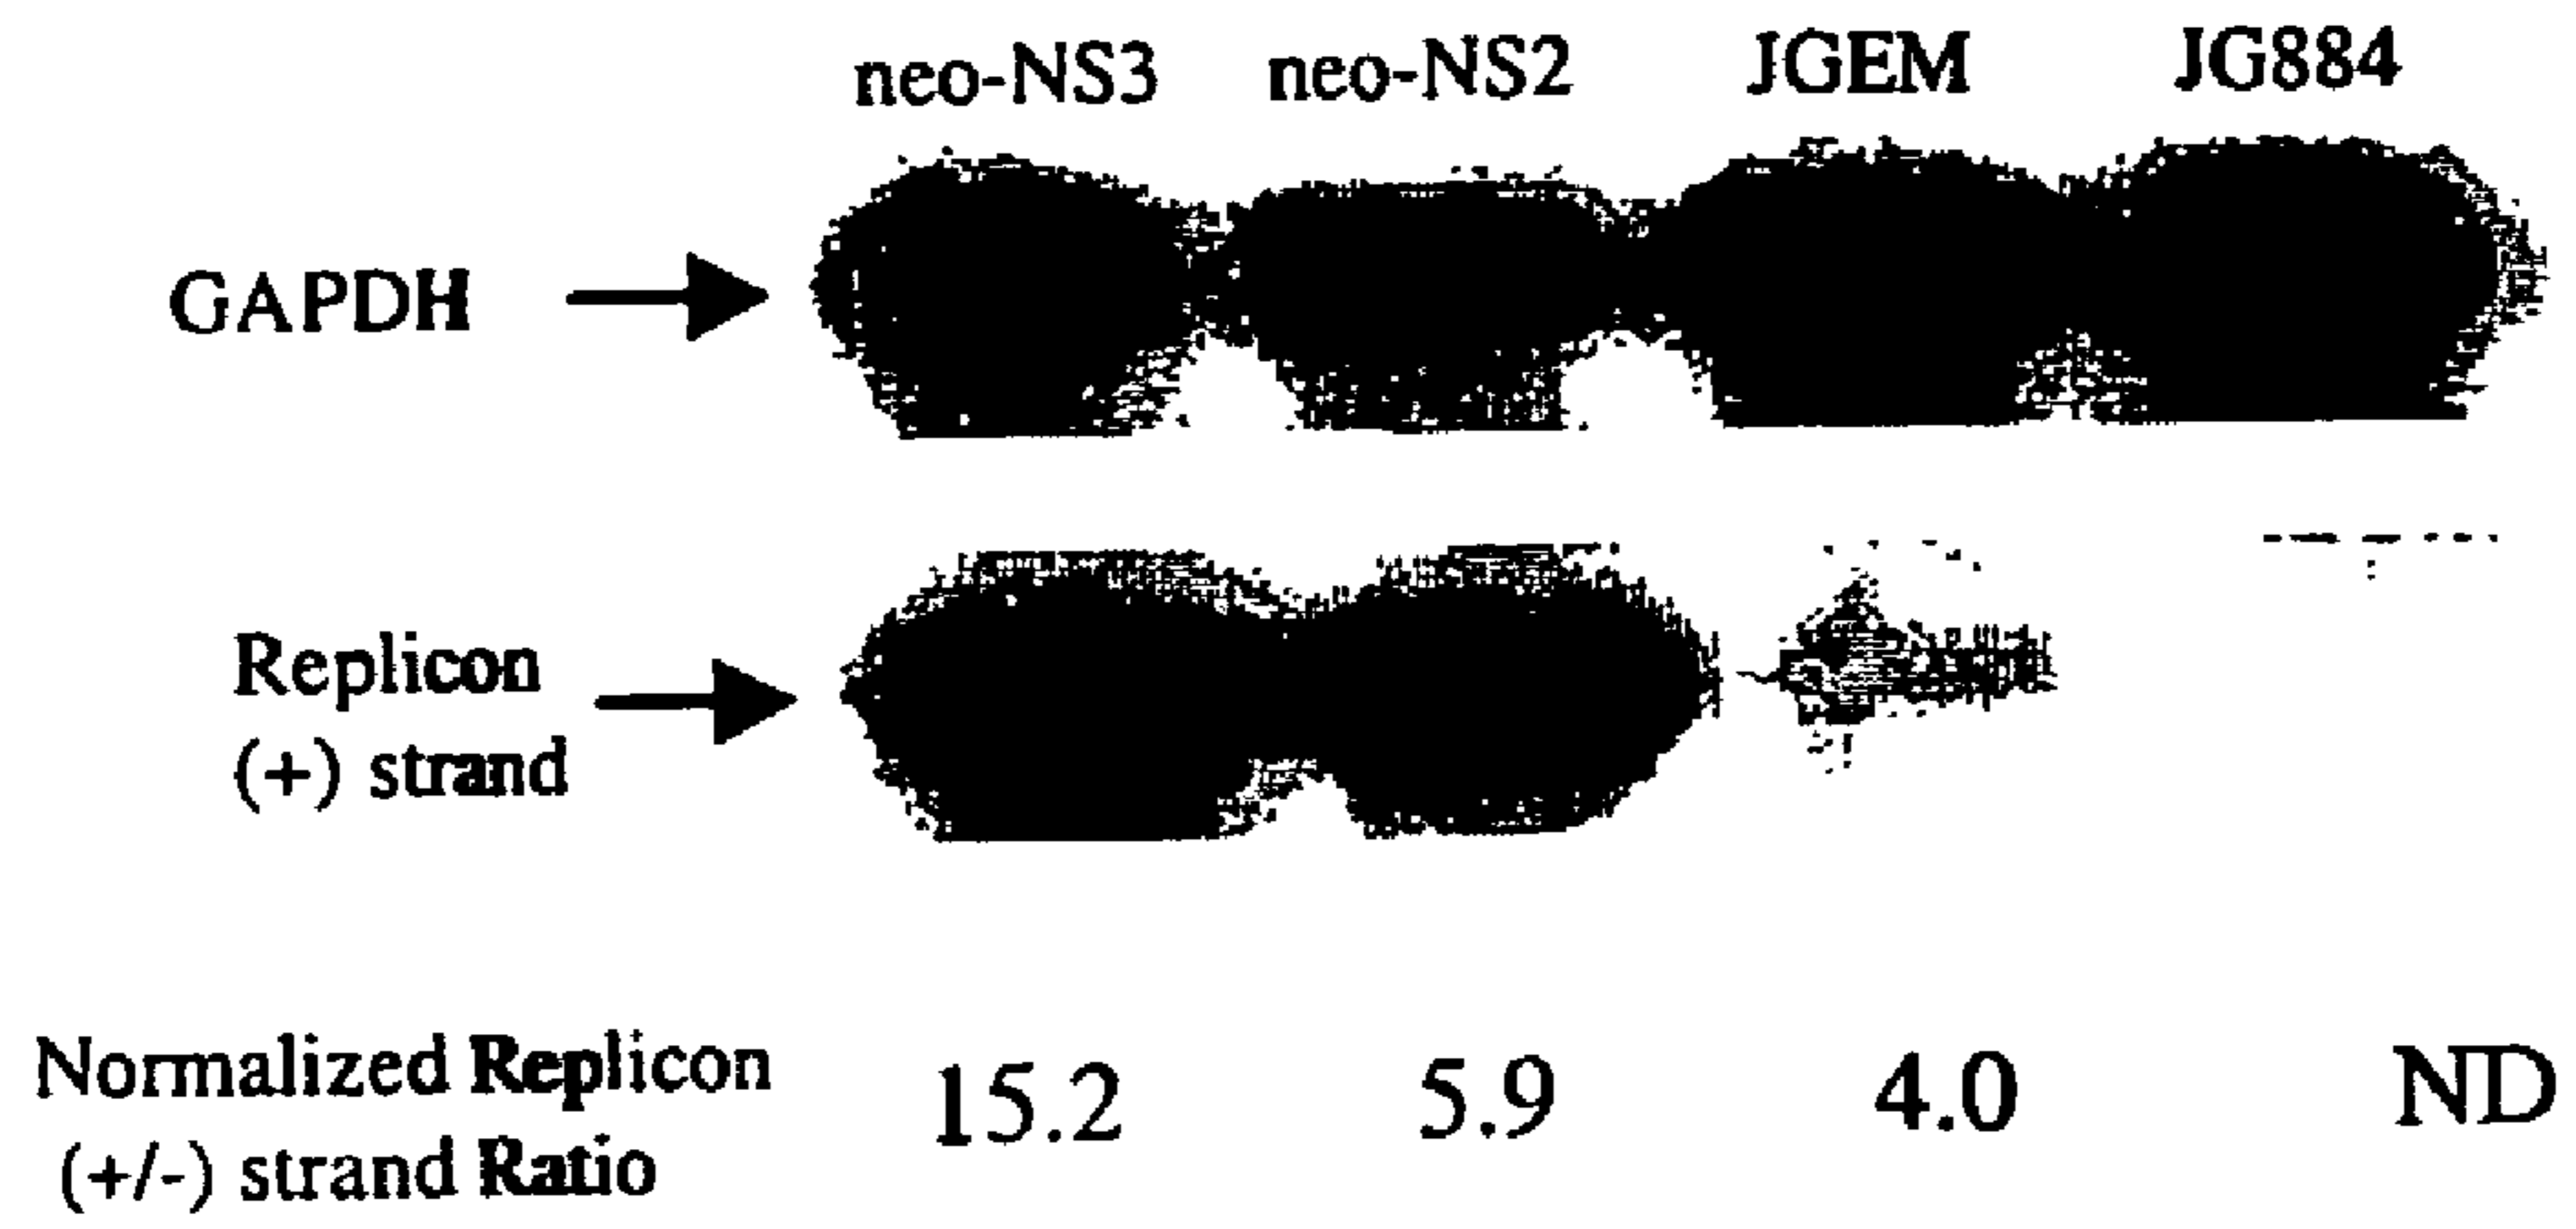 neo-NS3 neo-NS2 JGEM JG884
GAPDH
Replicon
(+) strand
Normalized Replicon
(+/-) strand Ratio
15.2 5.9 4.0 ND